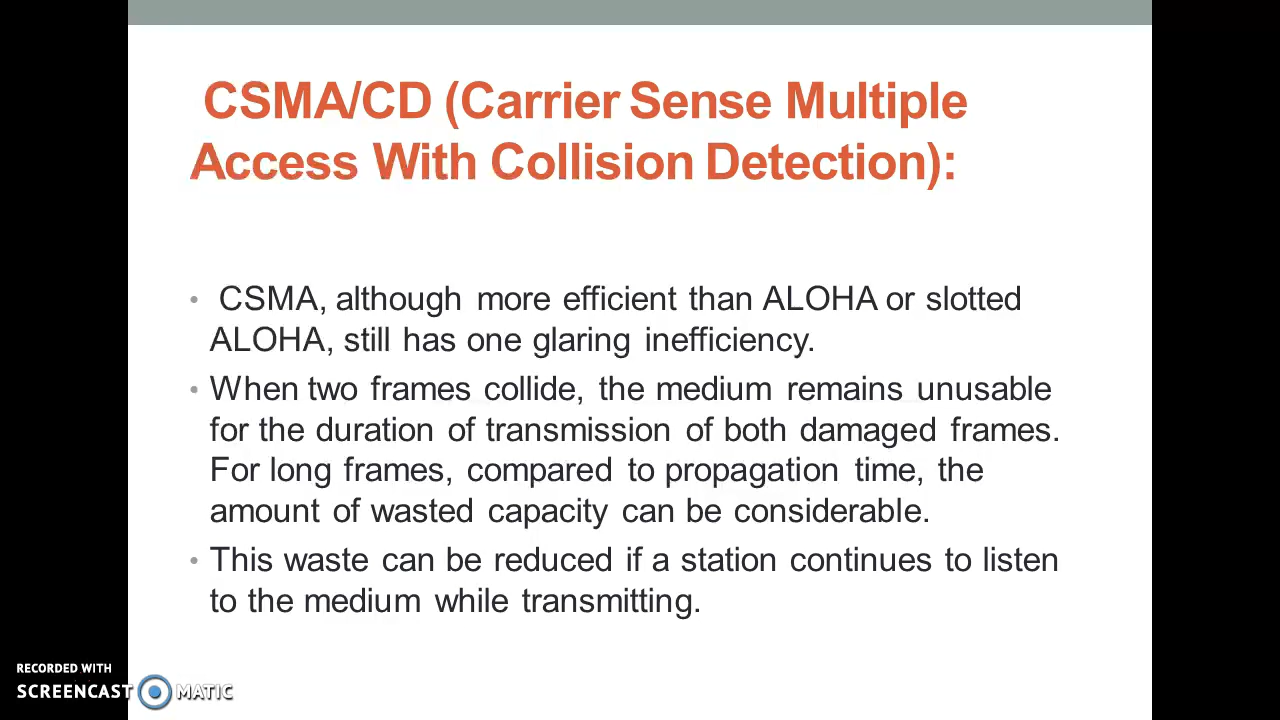 CSMA/CD (Carrier Sense Multiple
Access With Collision Detection):
• CSMA, although more efficient than ALOHA or slotted
ALOHA, still has one glaring inefficiency.
• When two frames collide, the medium remains unusable
for the duration of transmission of both damaged frames.
For long frames, compared to propagation time, the
amount of wasted capacity can be considerable.
• This waste can be reduced if a station continues to listen
to the medium while transmitting.
RECORDED WITH
SCREENCAST MATIC